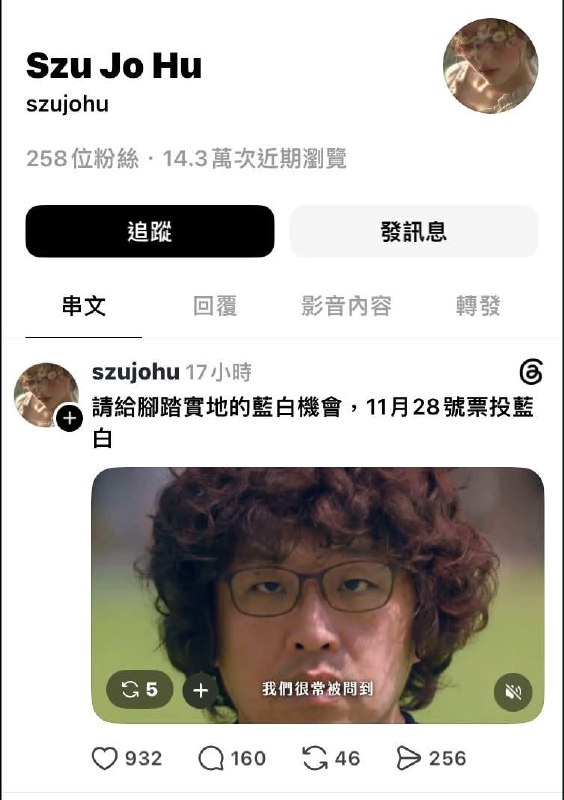 Szu Jo Hu
szujohu
258位粉絲 · 14.3萬次近期瀏覽
追蹤
發訊息
串文
回覆
影音內容
轉發
szujohu 17小時
請給腳踏實地的藍白機會，11月28號票投藍
白
5
我們很常被問到
932
160
46
256